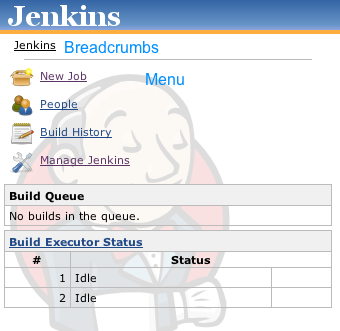 Jenkins
Jenkins Breadcrumbs
New Job
Menu
People
Build History
Manage Jenkins
Build Queue
No builds in the queue.
Build Executor Status
# Status
1 Idle
2 Idle